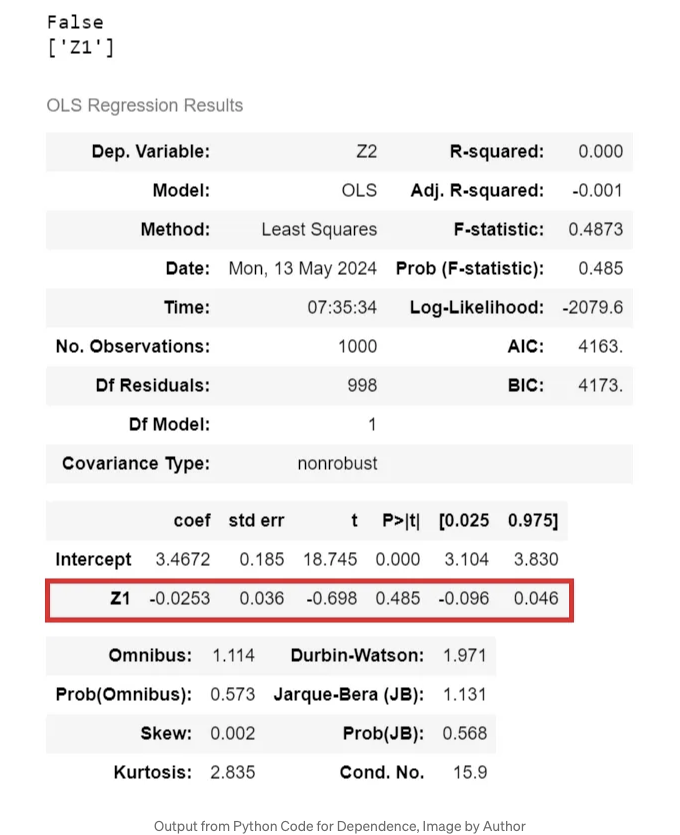 False
['Z1']
OLS Regression Results
Dep. Variable: Z2 R-squared: 0.000
Model: OLS Adj. R-squared: -0.001
Method: Least Squares F-statistic: 0.4873
Date: Mon, 13 May 2024 Prob (F-statistic): 0.485
Time: 07:35:34 Log-Likelihood: -2079.6
No. Observations: 1000 AIC: 4163.
Df Residuals: 998 BIC: 4173.
Df Model: 1
Covariance Type: nonrobust
coef std err t P>|t| [0.025 0.975]
Intercept 3.4672 0.185 18.745 0.000 3.104 3.830
Z1 -0.0253 0.036 -0.698 0.485 -0.096 0.046
Omnibus: 1.114 Durbin-Watson: 1.971
Prob(Omnibus): 0.573 Jarque-Bera (JB): 1.131
Skew: 0.002 Prob(JB): 0.568
Kurtosis: 2.835 Cond. No. 15.9
Output from Python Code for Dependence, Image by Author